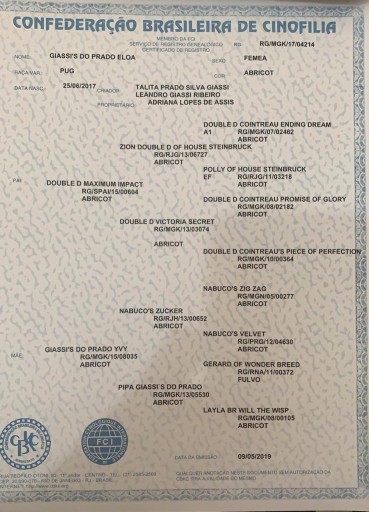 CONFEDERAÇÃO BRASILEIRA DE CINOFILIA
MEMBRO DA FCI
SERVIÇO DE REGISTRO GENEALÓGICO
CERTIFICADO DE REGISTRO
RG RG/MGK/17/04214
NOME: GIASSI'S DO PRADO ELOA SEXO FEMEA
RAÇA/VAR. PUG COR ABRICOT
DATA NASC. 25/06/2017 CRIADOR TALITA PRADO SILVA GIASSI
LEANDRO GIASSI RIBEIRO
PROPRIETÁRIO ADRIANA LOPES DE ASSIS
DOUBLE D COINTREAU ENDING DREAM
A1 RG/MGK/07/02462
ABRICOT
ZION DOUBLE D OF HOUSE STEINBRUCK
RG/RJG/13/06727
ABRICOT
POLLY OF HOUSE STEINBRUCK
EF RG/RJG/11/03218
ABRICOT
PAI
DOUBLE D MAXIMUM IMPACT
RG/SPAI/15/00604
ABRICOT
DOUBLE D COINTREAU PROMISE OF GLORY
RG/MGK/08/02182
ABRICOT
DOUBLE D VICTORIA SECRET
RG/MGK/13/03074
ABRICOT
DOUBLE D COINTREAU'S PIECE OF PERFECTION
RG/MGK/10/00364
ABRICOT
NABUCO'S ZIG ZAG
RG/MGN/05/00277
ABRICOT
NABUCO'S ZUCKER
RG/RJH/13/00652
ABRICOT
NABUCO'S VELVET
RG/PRG/12/04630
ABRICOT
MÃE
GIASSI'S DO PRADO YVY
RG/MGK/15/08035
ABRICOT
GERARD OF WONDER BREED
RG/RNA/11/00372
FULVO
PIPA GIASSI'S DO PRADO
RG/MGK/13/05530
ABRICOT
LAYLA BR WILL THE WISP
RG/MGK/08/00105
ABRICOT
CBKC
FCI
DATA DA EMISSÃO 09/05/2019
QUALQUER ANOTAÇÃO NESTE DOCUMENTO SEM AUTORIZAÇÃO DA
CBKC TIRA A VALIDADE DO MESMO
RIO DE JANEIRO - RJ - BRASIL